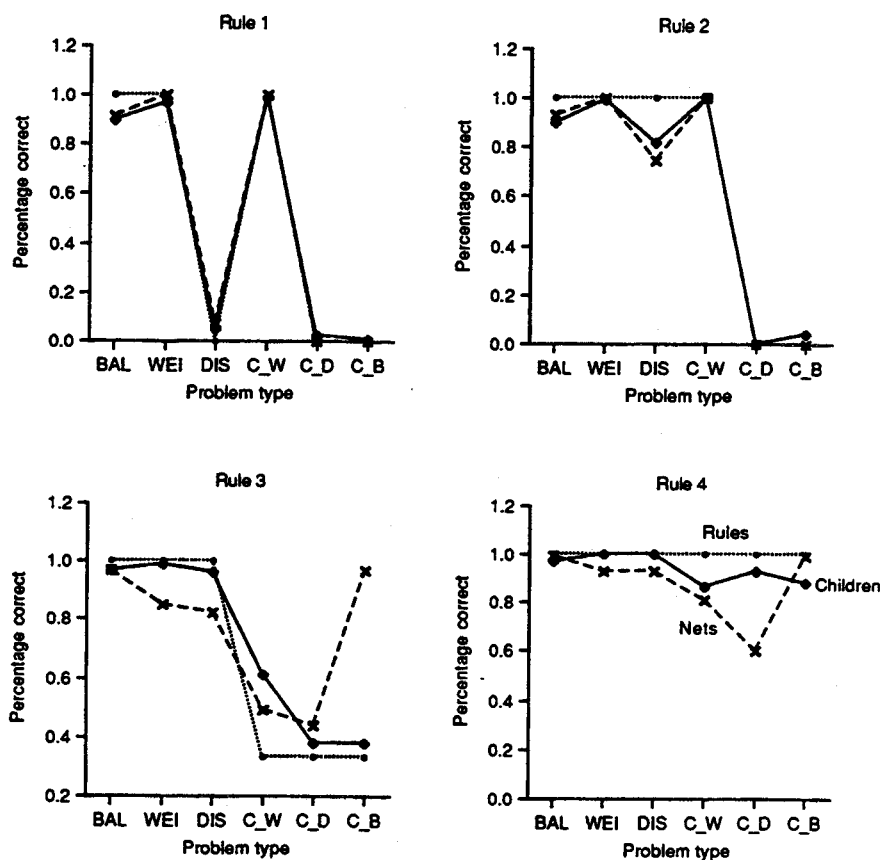 Rule 1
1.2
1.0
0.8
0.6
0.4
0.2
0.0
Percentage correct
BAL WEI DIS C_W C_D C_B
Problem type
Rule 2
1.2
1.0
0.8
0.6
0.4
0.2
0.0
Percentage correct
BAL WEI DIS C_W C_D C_B
Problem type
Rule 3
1.2
1.0
0.8
0.6
0.4
0.2
Percentage correct
BAL WEI DIS C_W C_D C_B
Problem type
Rule 4
1.2
1.0
0.8
0.6
0.4
0.2
0.0
Percentage correct
Rules
Children
Nets
BAL WEI DIS C_W C_D C_B
Problem type